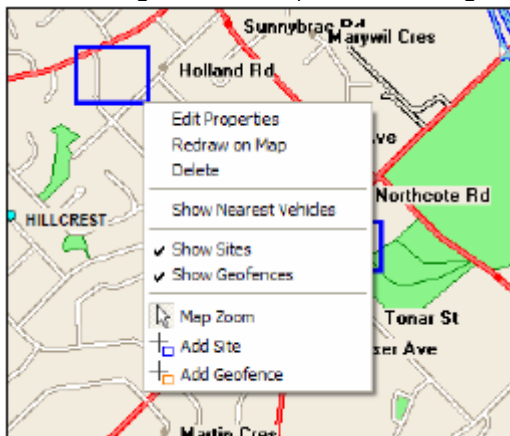 Sunnybrae Rd
Marywil Cres
Holland Rd
Edit Properties
Redraw on Map
Delete
Ave
Show Nearest Vehicles
Northcote Rd
HILLCREST
Show Sites
Show Geofences
Map Zoom
Tonar St
Add Site
ser Ave
Add Geofence
Martin Cres